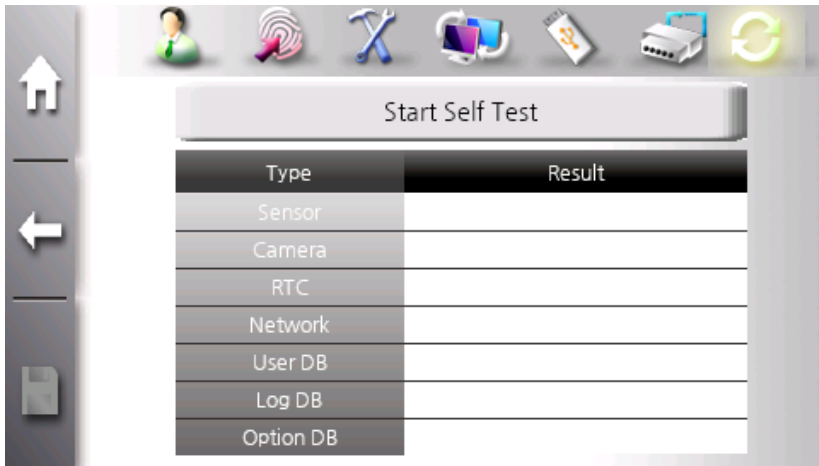 Start Self Test
Type Result
Sensor
Camera
RTC
Network
User DB
Log DB
Option DB